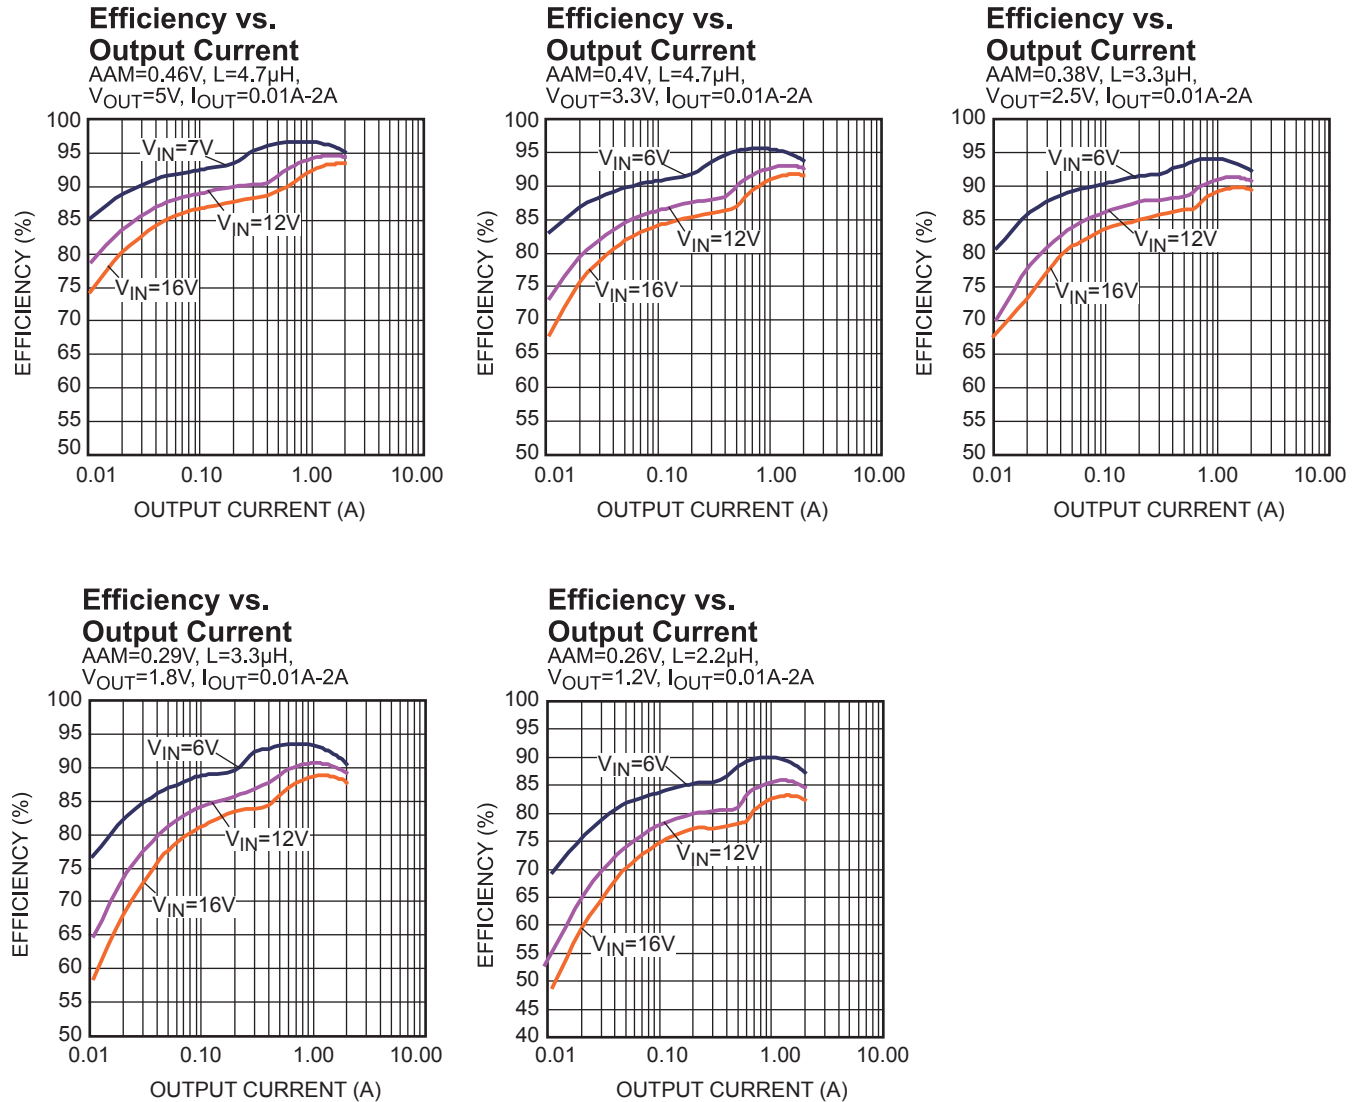 Efficiency vs.
Output Current
AAM=0.46V, L=4.7µH,
VOUT=5V, IOUT=0.01A-2A
100
95
90
85
80
75
70
65
60
55
50
EFFICIENCY (%)
VIN=7V
VIN=12V
VIN=16V
0.01 0.10 1.00 10.00
OUTPUT CURRENT (A)
Efficiency vs.
Output Current
AAM=0.4V, L=4.7µH,
VOUT=3.3V, IOUT=0.01A-2A
100
95
90
85
80
75
70
65
60
55
50
EFFICIENCY (%)
VIN=6V
VIN=12V
VIN=16V
0.01 0.10 1.00 10.00
OUTPUT CURRENT (A)
Efficiency vs.
Output Current
AAM=0.38V, L=3.3µH,
VOUT=2.5V, IOUT=0.01A-2A
100
95
90
85
80
75
70
65
60
55
50
EFFICIENCY (%)
VIN=6V
VIN=12V
VIN=16V
0.01 0.10 1.00 10.00
OUTPUT CURRENT (A)
Efficiency vs.
Output Current
AAM=0.29V, L=3.3µH,
VOUT=1.8V, IOUT=0.01A-2A
100
95
90
85
80
75
70
65
60
55
50
EFFICIENCY (%)
VIN=6V
VIN=12V
VIN=16V
0.01 0.10 1.00 10.00
OUTPUT CURRENT (A)
Efficiency vs.
Output Current
AAM=0.26V, L=2.2µH,
VOUT=1.2V, IOUT=0.01A-2A
100
95
90
85
80
75
70
65
60
55
50
45
40
EFFICIENCY (%)
VIN=6V
VIN=12V
VIN=16V
0.01 0.10 1.00 10.00
OUTPUT CURRENT (A)